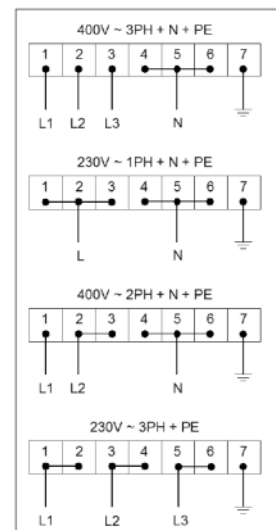 400V ~ 3PH + N + PE
1 2 3 4 5 6 7
L1 L2 L3 N
230V ~ 1PH + N + PE
1 2 3 4 5 6 7
L N
400V ~ 2PH + N + PE
1 2 3 4 5 6 7
L1 L2 N
230V ~ 3PH + PE
1 2 3 4 5 6 7
L1 L2 L3